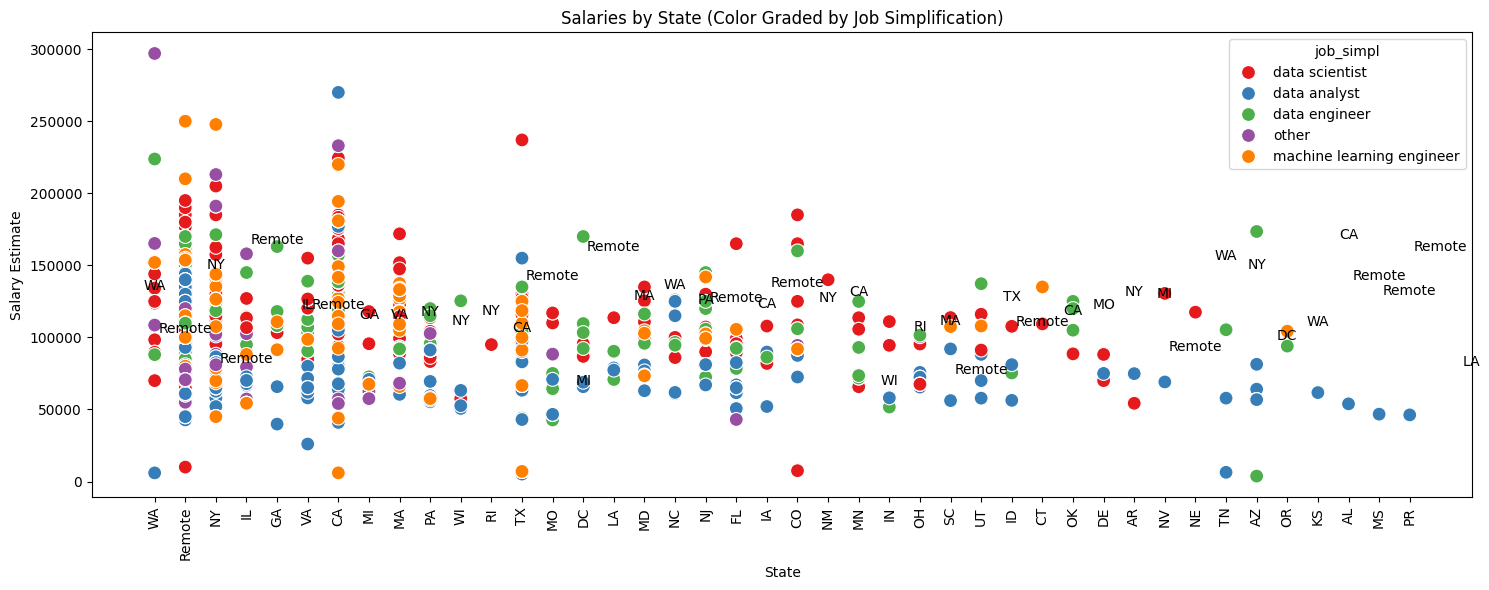 Salaries by State (Color Graded by Job Simplification)
job_simpl
data scientist
data analyst
data engineer
other
machine learning engineer
Salary Estimate
300000
250000
200000
150000
100000
50000
0
WA
Remote
NY
Remote
Remote
IL
Remote
GA
VA
NY
NY
NY
CA
Remote
MI
Remote
MA
WA
PA
Remote
CA
Remote
NY
MN
WI
RI
MA
Remote
TX
Remote
CA
MO
NY
MI
Remote
WA
NY
DC
WA
CA
Remote
Remote
Remote
LA
WA
Remote
NY
IL
GA
VA
CA
MI
MA
PA
WI
RI
TX
MO
DC
LA
MD
NC
NJ
FL
IA
CO
NM
MN
IN
OH
SC
UT
ID
CT
OK
DE
AR
NV
NE
TN
AZ
OR
KS
AL
MS
PR
State